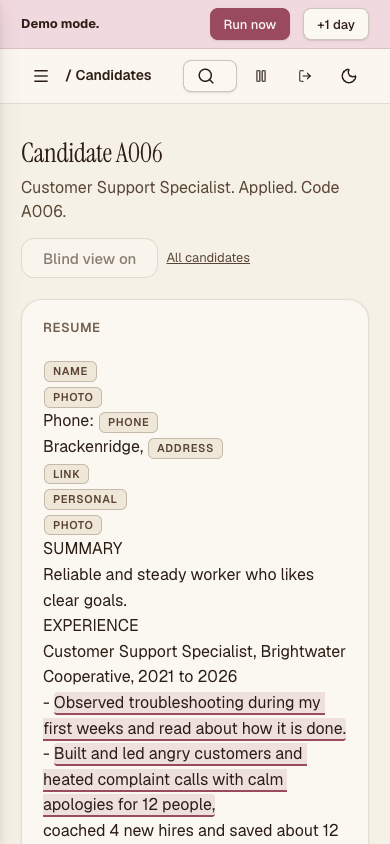 Demo mode.
Run now
+1 day
/ Candidates
Candidate A006
Customer Support Specialist. Applied. Code
A006.
Blind view on
All candidates
RESUME
NAME
PHOTO
Phone: PHONE
Brackenridge, ADDRESS
LINK
PERSONAL
PHOTO
SUMMARY
Reliable and steady worker who likes
clear goals.
EXPERIENCE
Customer Support Specialist, Brightwater
Cooperative, 2021 to 2026
- Observed troubleshooting during my
first weeks and read about how it is done.
- Built and led angry customers and
heated complaint calls with calm
apologies for 12 people,
coached 4 new hires and saved about 12